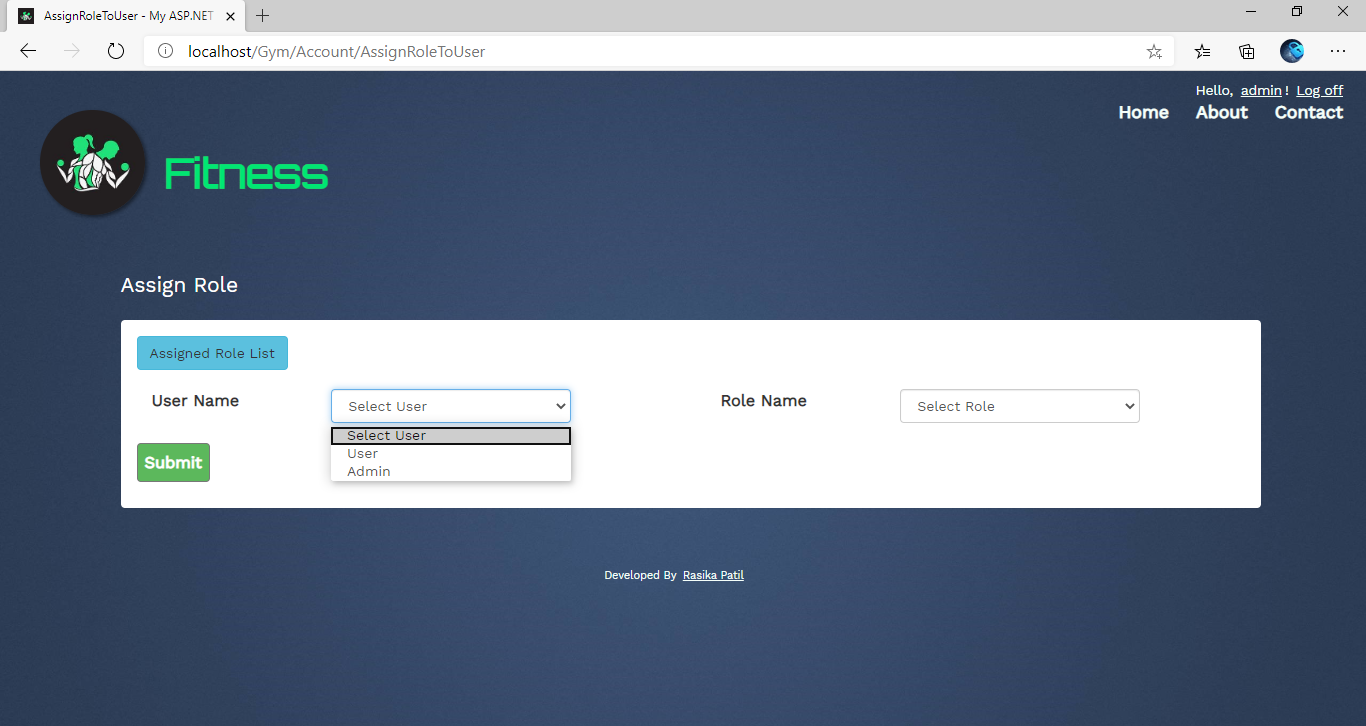 AssignRoleToUser - My ASP.NET
localhost/Gym/Account/AssignRoleToUser
Hello, admin ! Log off
Home About Contact
Fitness
Assign Role
Assigned Role List
User Name Select User Role Name Select Role
Select User
User
Admin
Submit
Developed By Rasika Patil